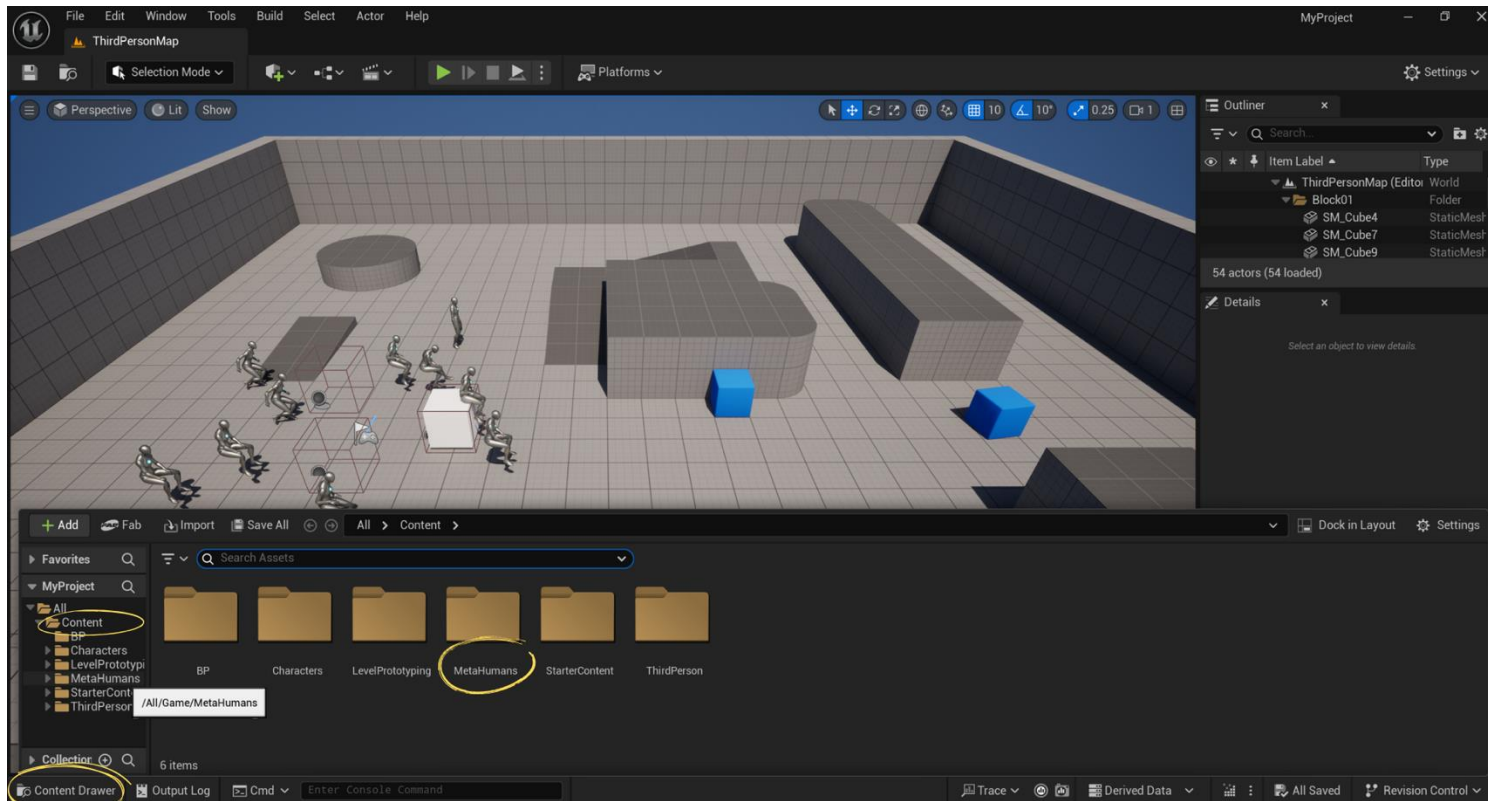 File Edit Window Tools Build Select Actor Help
MyProject
ThirdPersonMap
Selection Mode
Platforms
Settings
Perspective Lit Show
10 10° 0.25 1
Outliner
Search...
Item Label Type
ThirdPersonMap (Editor World
Block01 Folder
SM_Cube4 StaticMesh
SM_Cube7 StaticMesh
SM_Cube9 StaticMesh
54 actors (54 loaded)
Details
Select an object to view details.
+ Add Fab Import Save All All > Content > Dock in Layout Settings
Favorites
Search Assets
MyProject
All
Content
BP
Characters
LevelPrototypi
MetaHumans
StarterCont
ThirdPerson
/All/Game/MetaHumans
BP Characters LevelPrototyping MetaHumans StarterContent ThirdPerson
Collection
6 items
Content Drawer Output Log Cmd Enter Console Command Trace Derived Data All Saved Revision Control